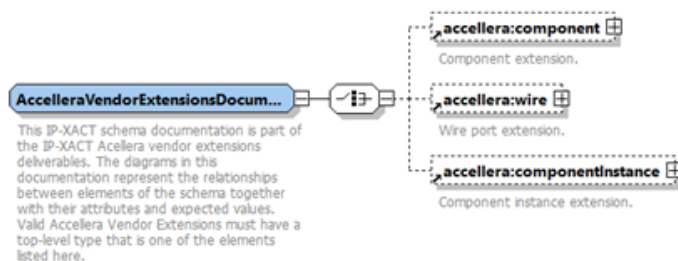 accellera:component
Component extension.
AccelleraVendorExtensionsDocum...
accellera:wire
Wire port extension.
This IP-XACT schema documentation is part of
the IP-XACT Acellera vendor extensions
deliverables. The diagrams in this
documentation represent the relationships
between elements of the schema together
with their attributes and expected values.
Valid Accellera Vendor Extensions must have a
top-level type that is one of the elements
listed here.
accellera:componentInstance
Component instance extension.